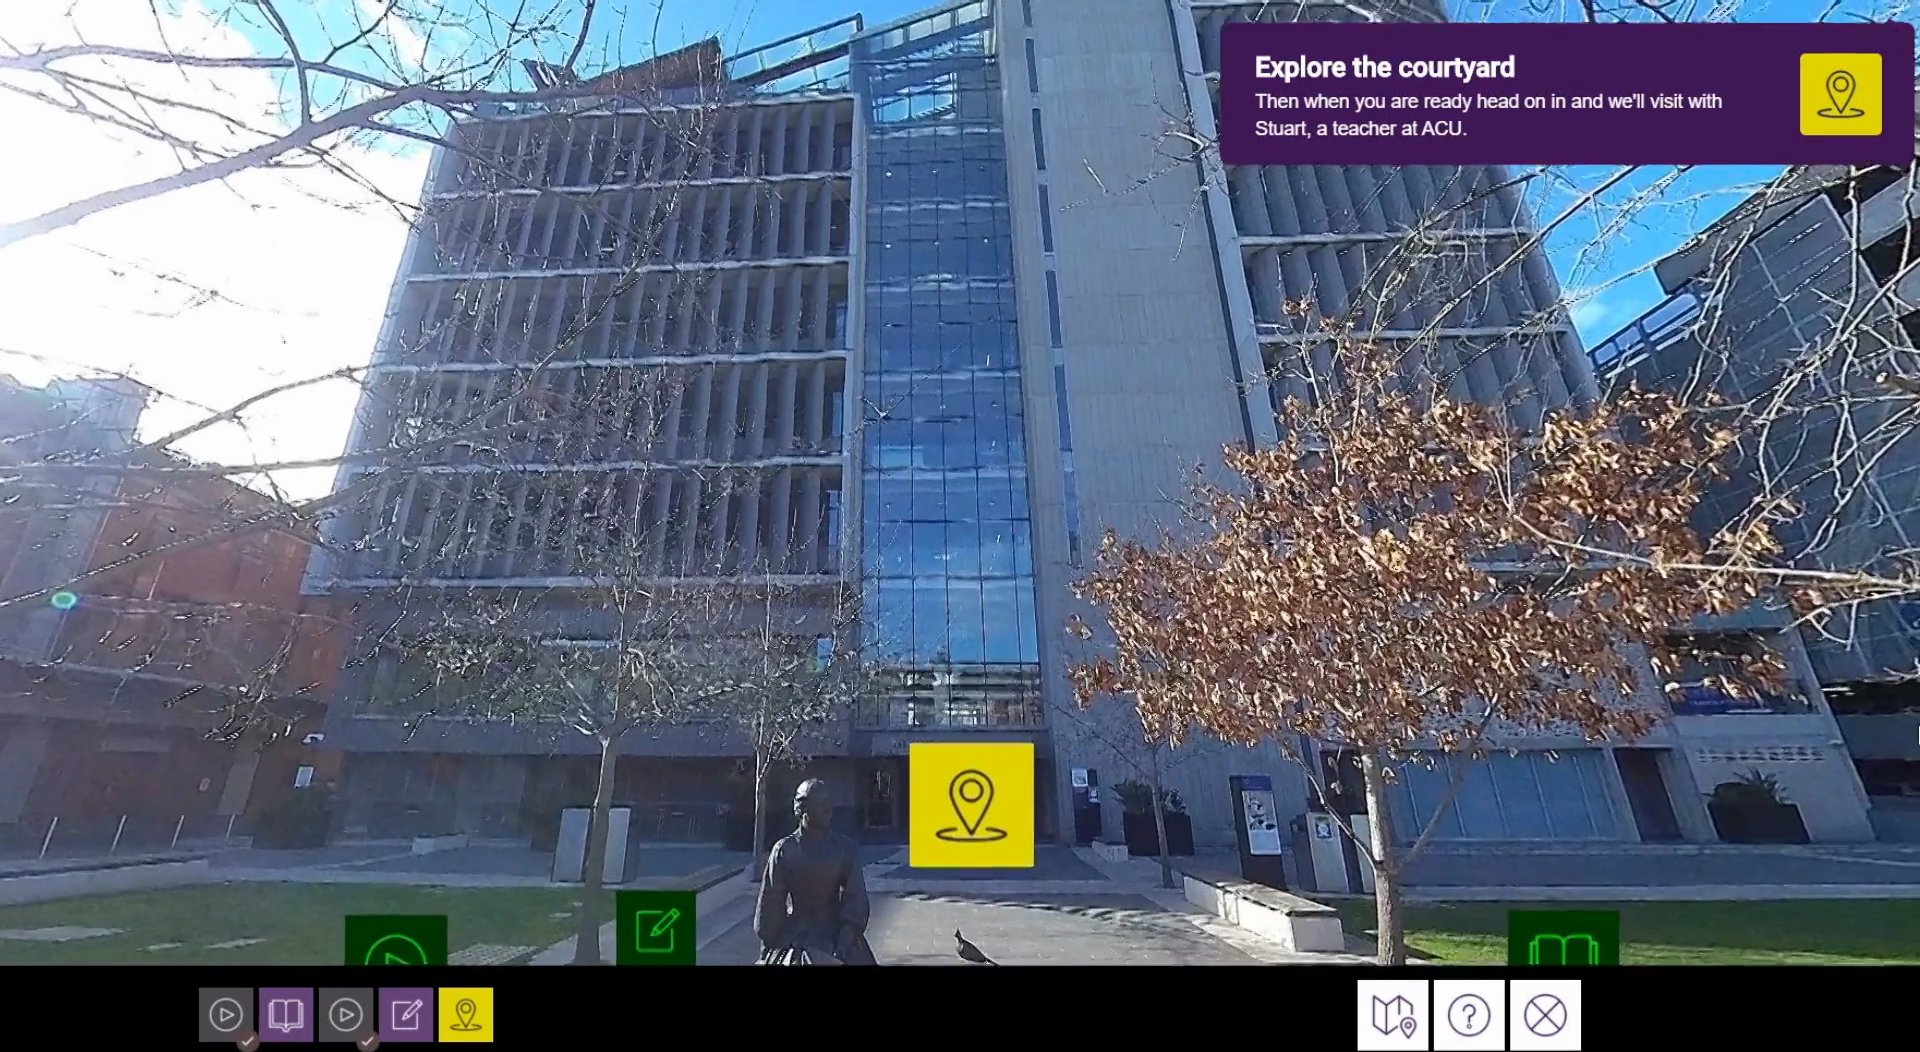 Explore the courtyard
Then when you are ready head on in and we'll visit with
Stuart, a teacher at ACU.